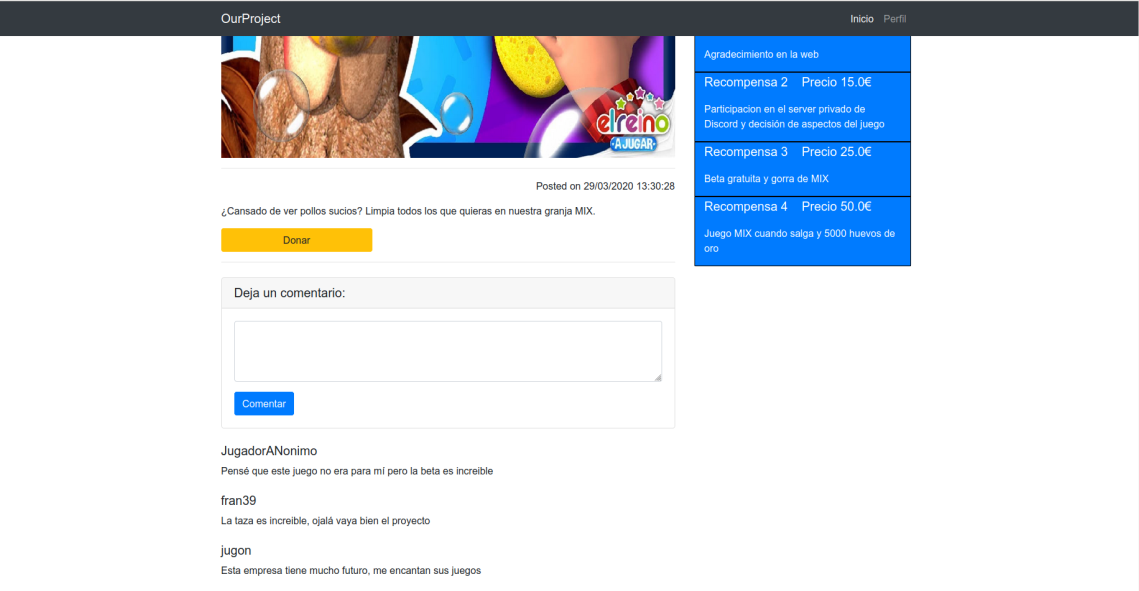 OurProject
Inicio Perfil
elreino
A JUGAR
Posted on 29/03/2020 13:30:28
¿Cansado de ver pollos sucios? Limpia todos los que quieras en nuestra granja MIX.
Donar
Deja un comentario:
Comentar
JugadorANonimo
Pensé que este juego no era para mí pero la beta es increible
fran39
La taza es increible, ojalá vaya bien el proyecto
jugon
Esta empresa tiene mucho futuro, me encantan sus juegos
Agradecimiento en la web
Recompensa 2 Precio 15.0€
Participacion en el server privado de
Discord y decisión de aspectos del juego
Recompensa 3 Precio 25.0€
Beta gratuita y gorra de MIX
Recompensa 4 Precio 50.0€
Juego MIX cuando salga y 5000 huevos de
oro